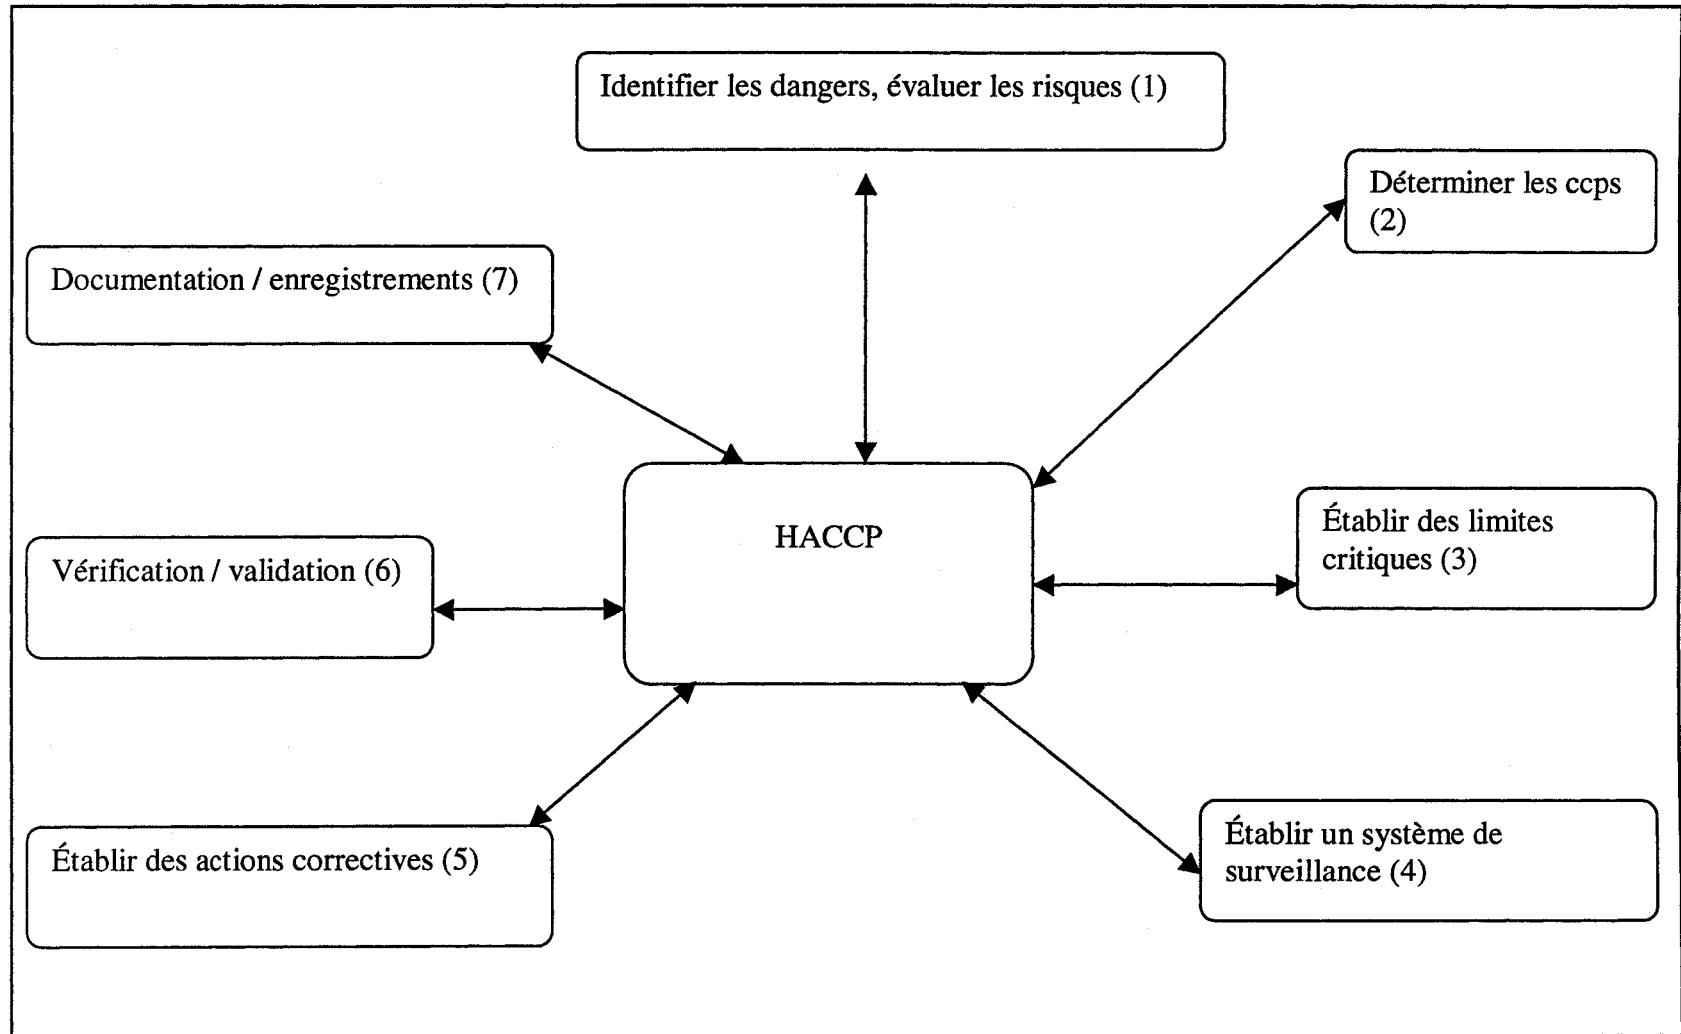 Identifier les dangers, évaluer les risques (1)
Déterminer les ccps
(2)
Documentation / enregistrements (7)
HACCP
Établir des limites
critiques (3)
Vérification / validation (6)
Établir un système de
surveillance (4)
Établir des actions correctives (5)